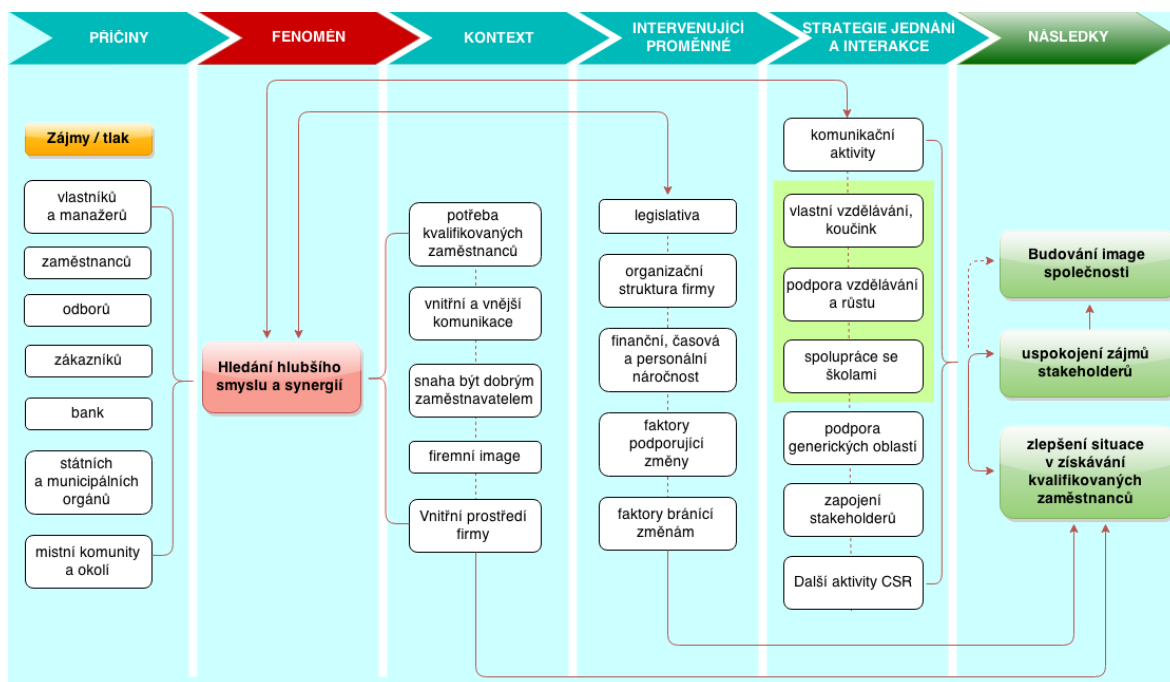 PŘÍČINY
FENOMÉN
KONTEXT
INTERVENUJÍCÍ
PROMĚNNÉ
STRATEGIE JEDNÁNÍ
A INTERAKCE
NÁSLEDKY
Zájmy / tlak
vlastníků
a manažerů
zaměstnanců
odborů
zákazníků
bank
státních
a municipálních
orgánů
mistní komunity
a okolí
Hledání hlubšího
smyslu a synergií
potřeba
kvalifikovaných
zaměstnanců
vnitřní a vnější
komunikace
snaha být dobrým
zaměstnavatelem
firemní image
Vnitřní prostředí
firmy
legislativa
organizační
struktura firmy
finanční, časová
a personální
náročnost
faktory
podporující
změny
faktory bránící
změnám
komunikační
aktivity
vlastní vzdělávání,
koučink
podpora vzdělávání
a růstu
spolupráce se
školami
podpora
generických oblastí
zapojení
stakeholderů
Další aktivity CSR
Budování image
společnosti
uspokojení zájmů
stakeholderů
zlepšení situace
v získávání
kvalifikovaných
zaměstnanců